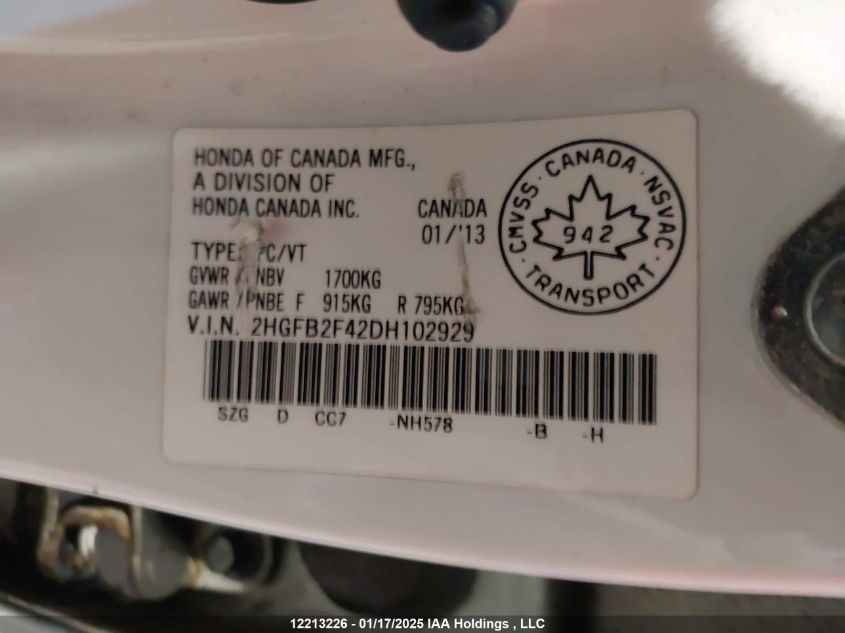 HONDA OF CANADA MFG.,
A DIVISION OF
HONDA CANADA INC.
CANADA
01/'13
TYPE: PC/VT
GVWR / PNBV 1700KG
GAWR / PNBE F 915KG R 795KG
V.I.N. 2HGFB2F42DH102929
SZG D CC7 -NH578 -B -H
CMVSS · CANADA · NSVAC
942
TRANSPORT
12213226 - 01/17/2025 IAA Holdings , LLC